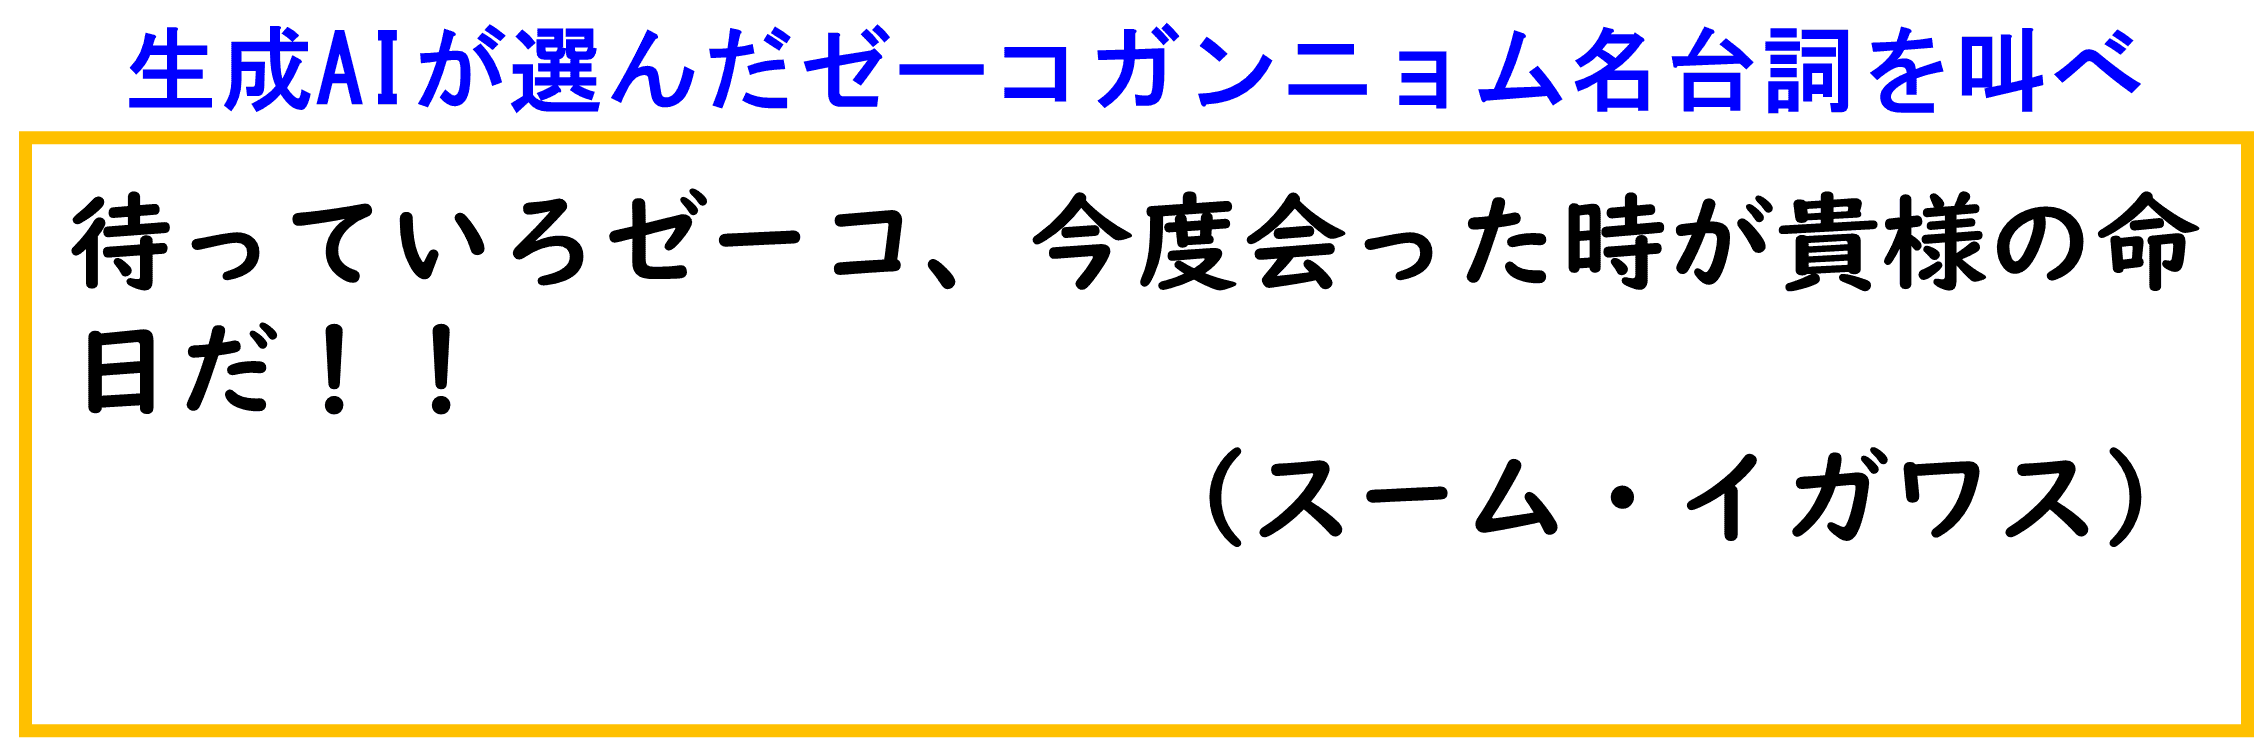 生成AIが選んだゼーコガンニョム名台詞を叫べ
待っていろゼーコ、今度会った時が貴様の命
日だ！！
（スーム・イガワス）